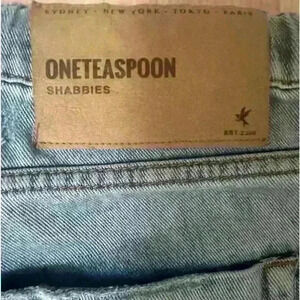 SYDNEY - NEW YORK - TOKYO - PARIS
ONETEASPOON
SHABBIES